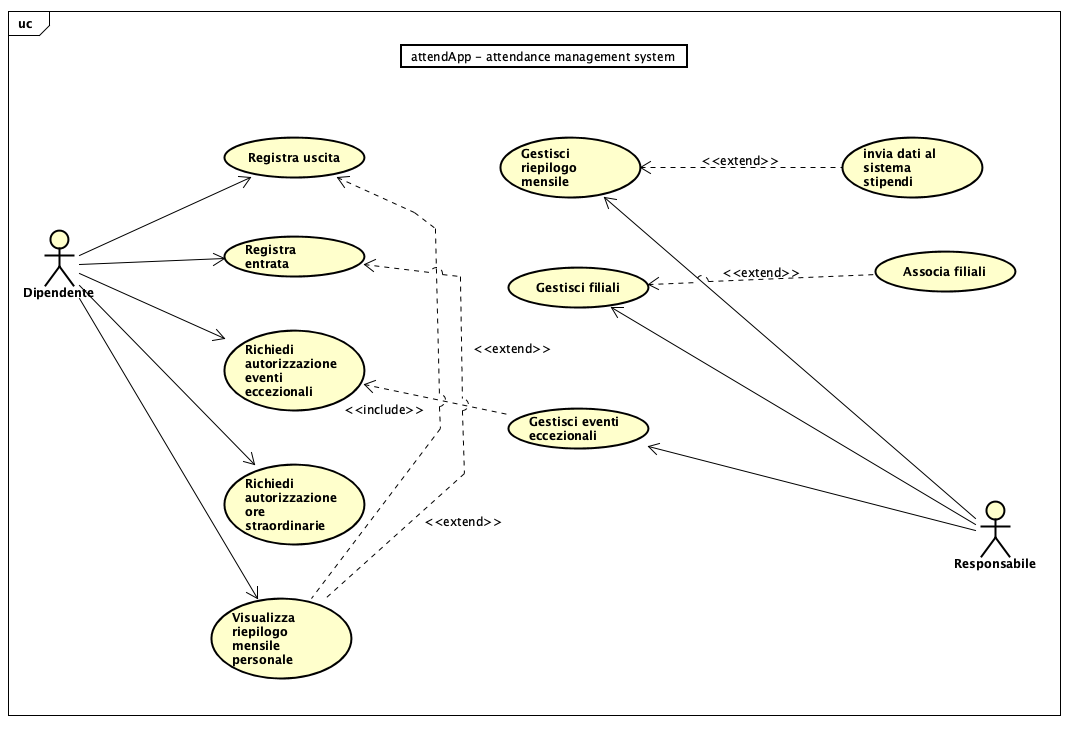 uc
attendApp – attendance management system
Registra uscita
Gestisci
riepilogo
mensile
<<extend>>
invia dati al
sistema
stipendi
Registra
entrata
Dipendente
Gestisci filiali
<<extend>>
Associa filiali
<<extend>>
Richiedi
autorizzazione
eventi
eccezionali
<<include>>
Gestisci eventi
eccezionali
Richiedi
autorizzazione
ore
straordinarie
<<extend>>
Responsabile
Visualizza
riepilogo
mensile
personale